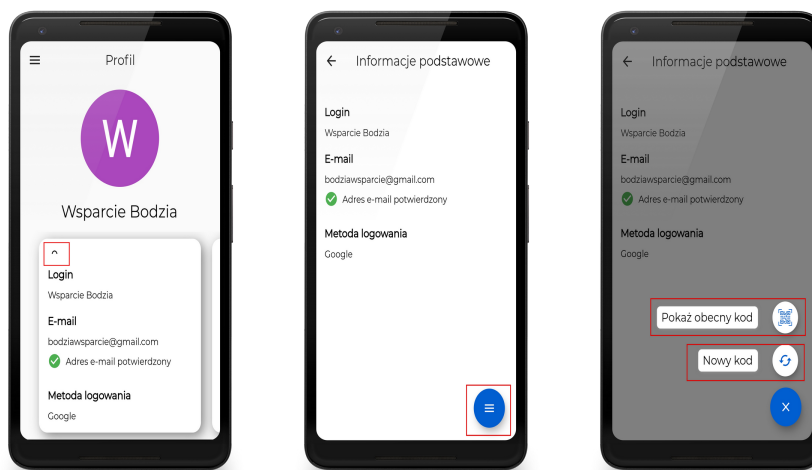 Profil
W
Wsparcie Bodzia
Login
Wsparcie Bodzia
E-mail
bodziawsparcie@gmail.com
Adres e-mail potwierdzony
Metoda logowania
Google
Informacje podstawowe
Login
Wsparcie Bodzia
E-mail
bodziawsparcie@gmail.com
Adres e-mail potwierdzony
Metoda logowania
Google
Informacje podstawowe
Login
Wsparcie Bodzia
E-mail
bodziawsparcie@gmail.com
Adres e-mail potwierdzony
Metoda logowania
Google
Pokaż obecny kod
Nowy kod